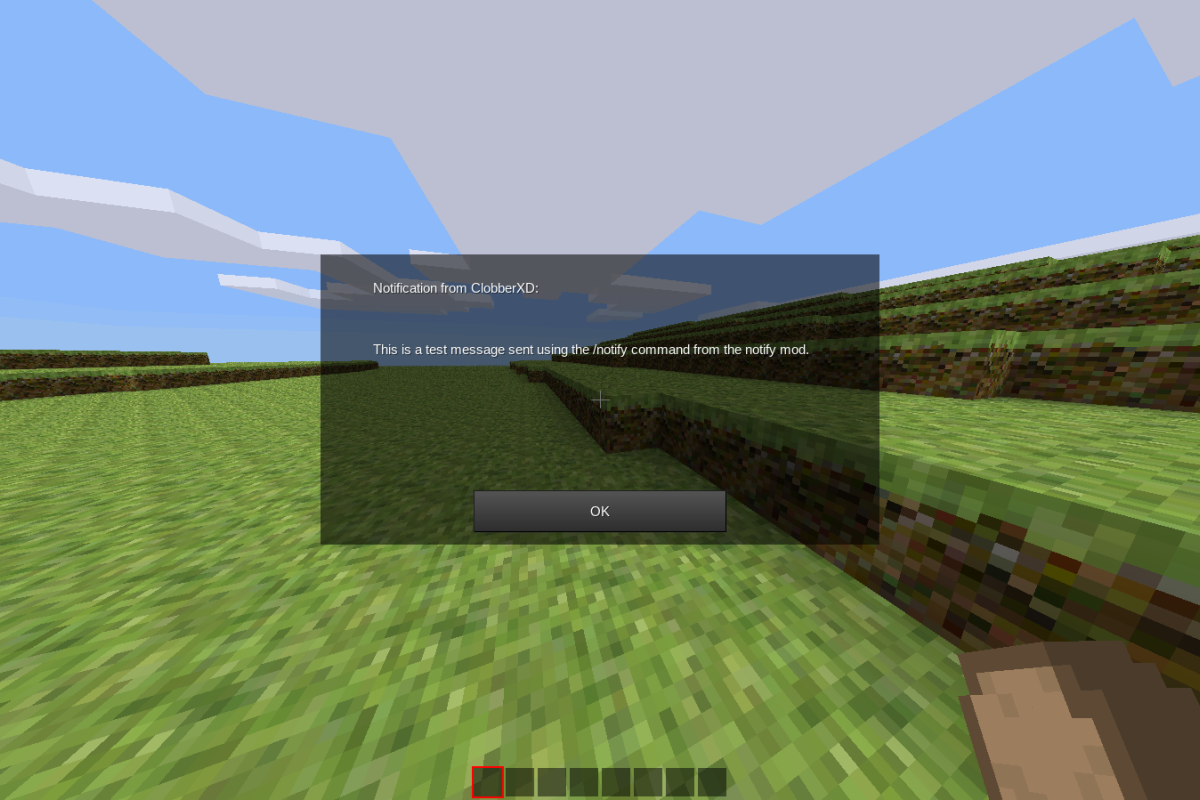 Notification from ClobberXD:
This is a test message sent using the /notify command from the notify mod.
OK